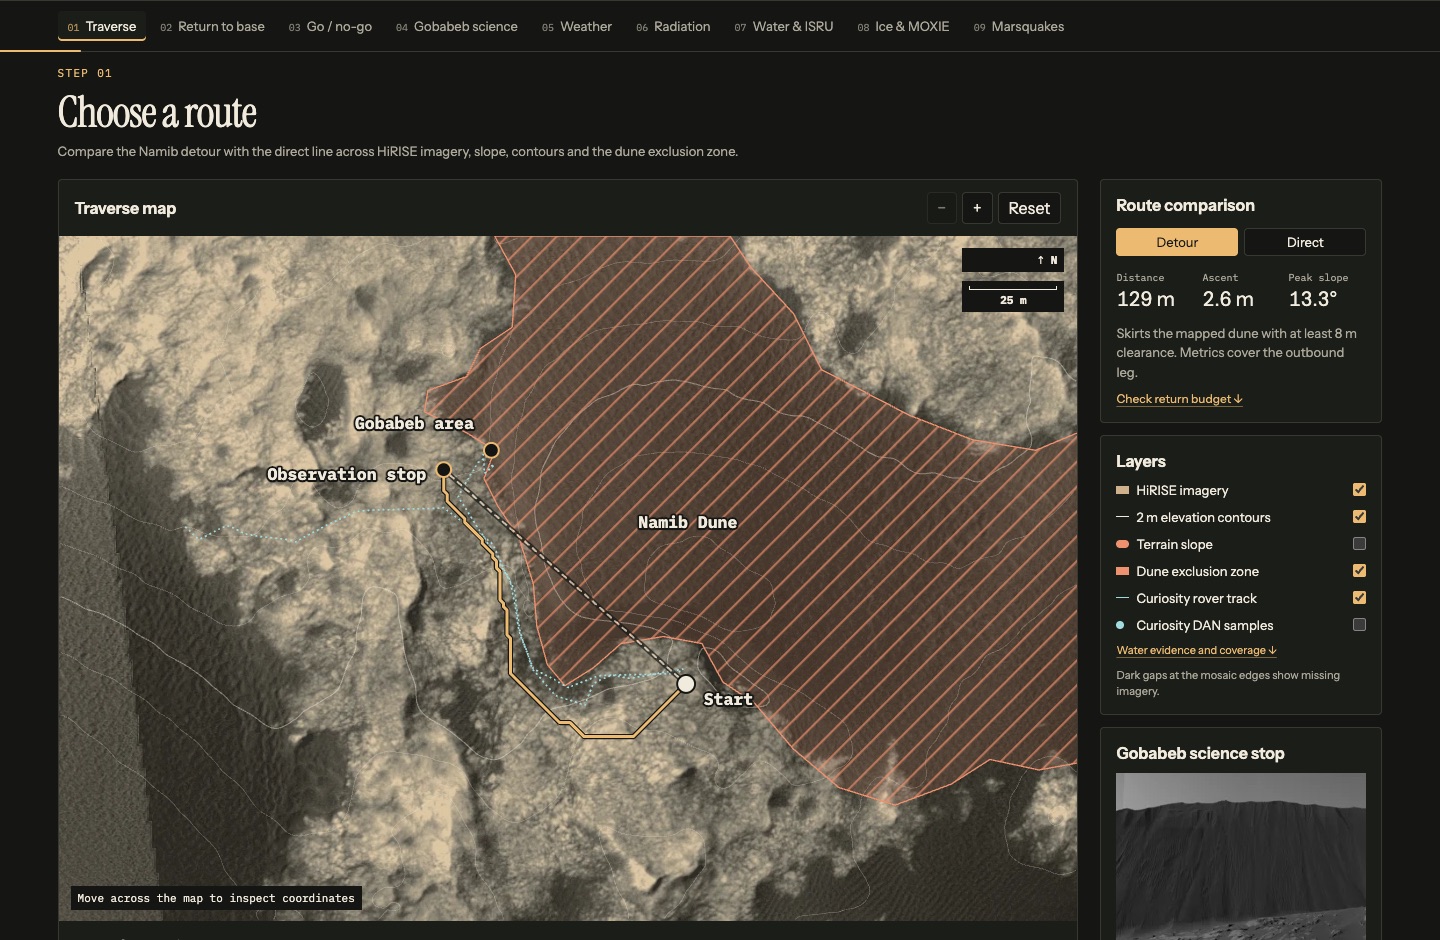 01 Traverse
02 Return to base
03 Go / no-go
04 Gobabeb science
05 Weather
06 Radiation
07 Water & ISRU
08 Ice & MOXIE
09 Marsquakes
STEP 01
Choose a route
Compare the Namib detour with the direct line across HiRISE imagery, slope, contours and the dune exclusion zone.
Traverse map
− + Reset
↑ N
25 m
Gobabeb area
Observation stop
Namib Dune
Start
Move across the map to inspect coordinates
Route comparison
Detour Direct
Distance Ascent Peak slope
129 m 2.6 m 13.3°
Skirts the mapped dune with at least 8 m
clearance. Metrics cover the outbound
leg.
Check return budget ↓
Layers
HiRISE imagery
2 m elevation contours
Terrain slope
Dune exclusion zone
Curiosity rover track
Curiosity DAN samples
Water evidence and coverage ↓
Dark gaps at the mosaic edges show missing
imagery.
Gobabeb science stop